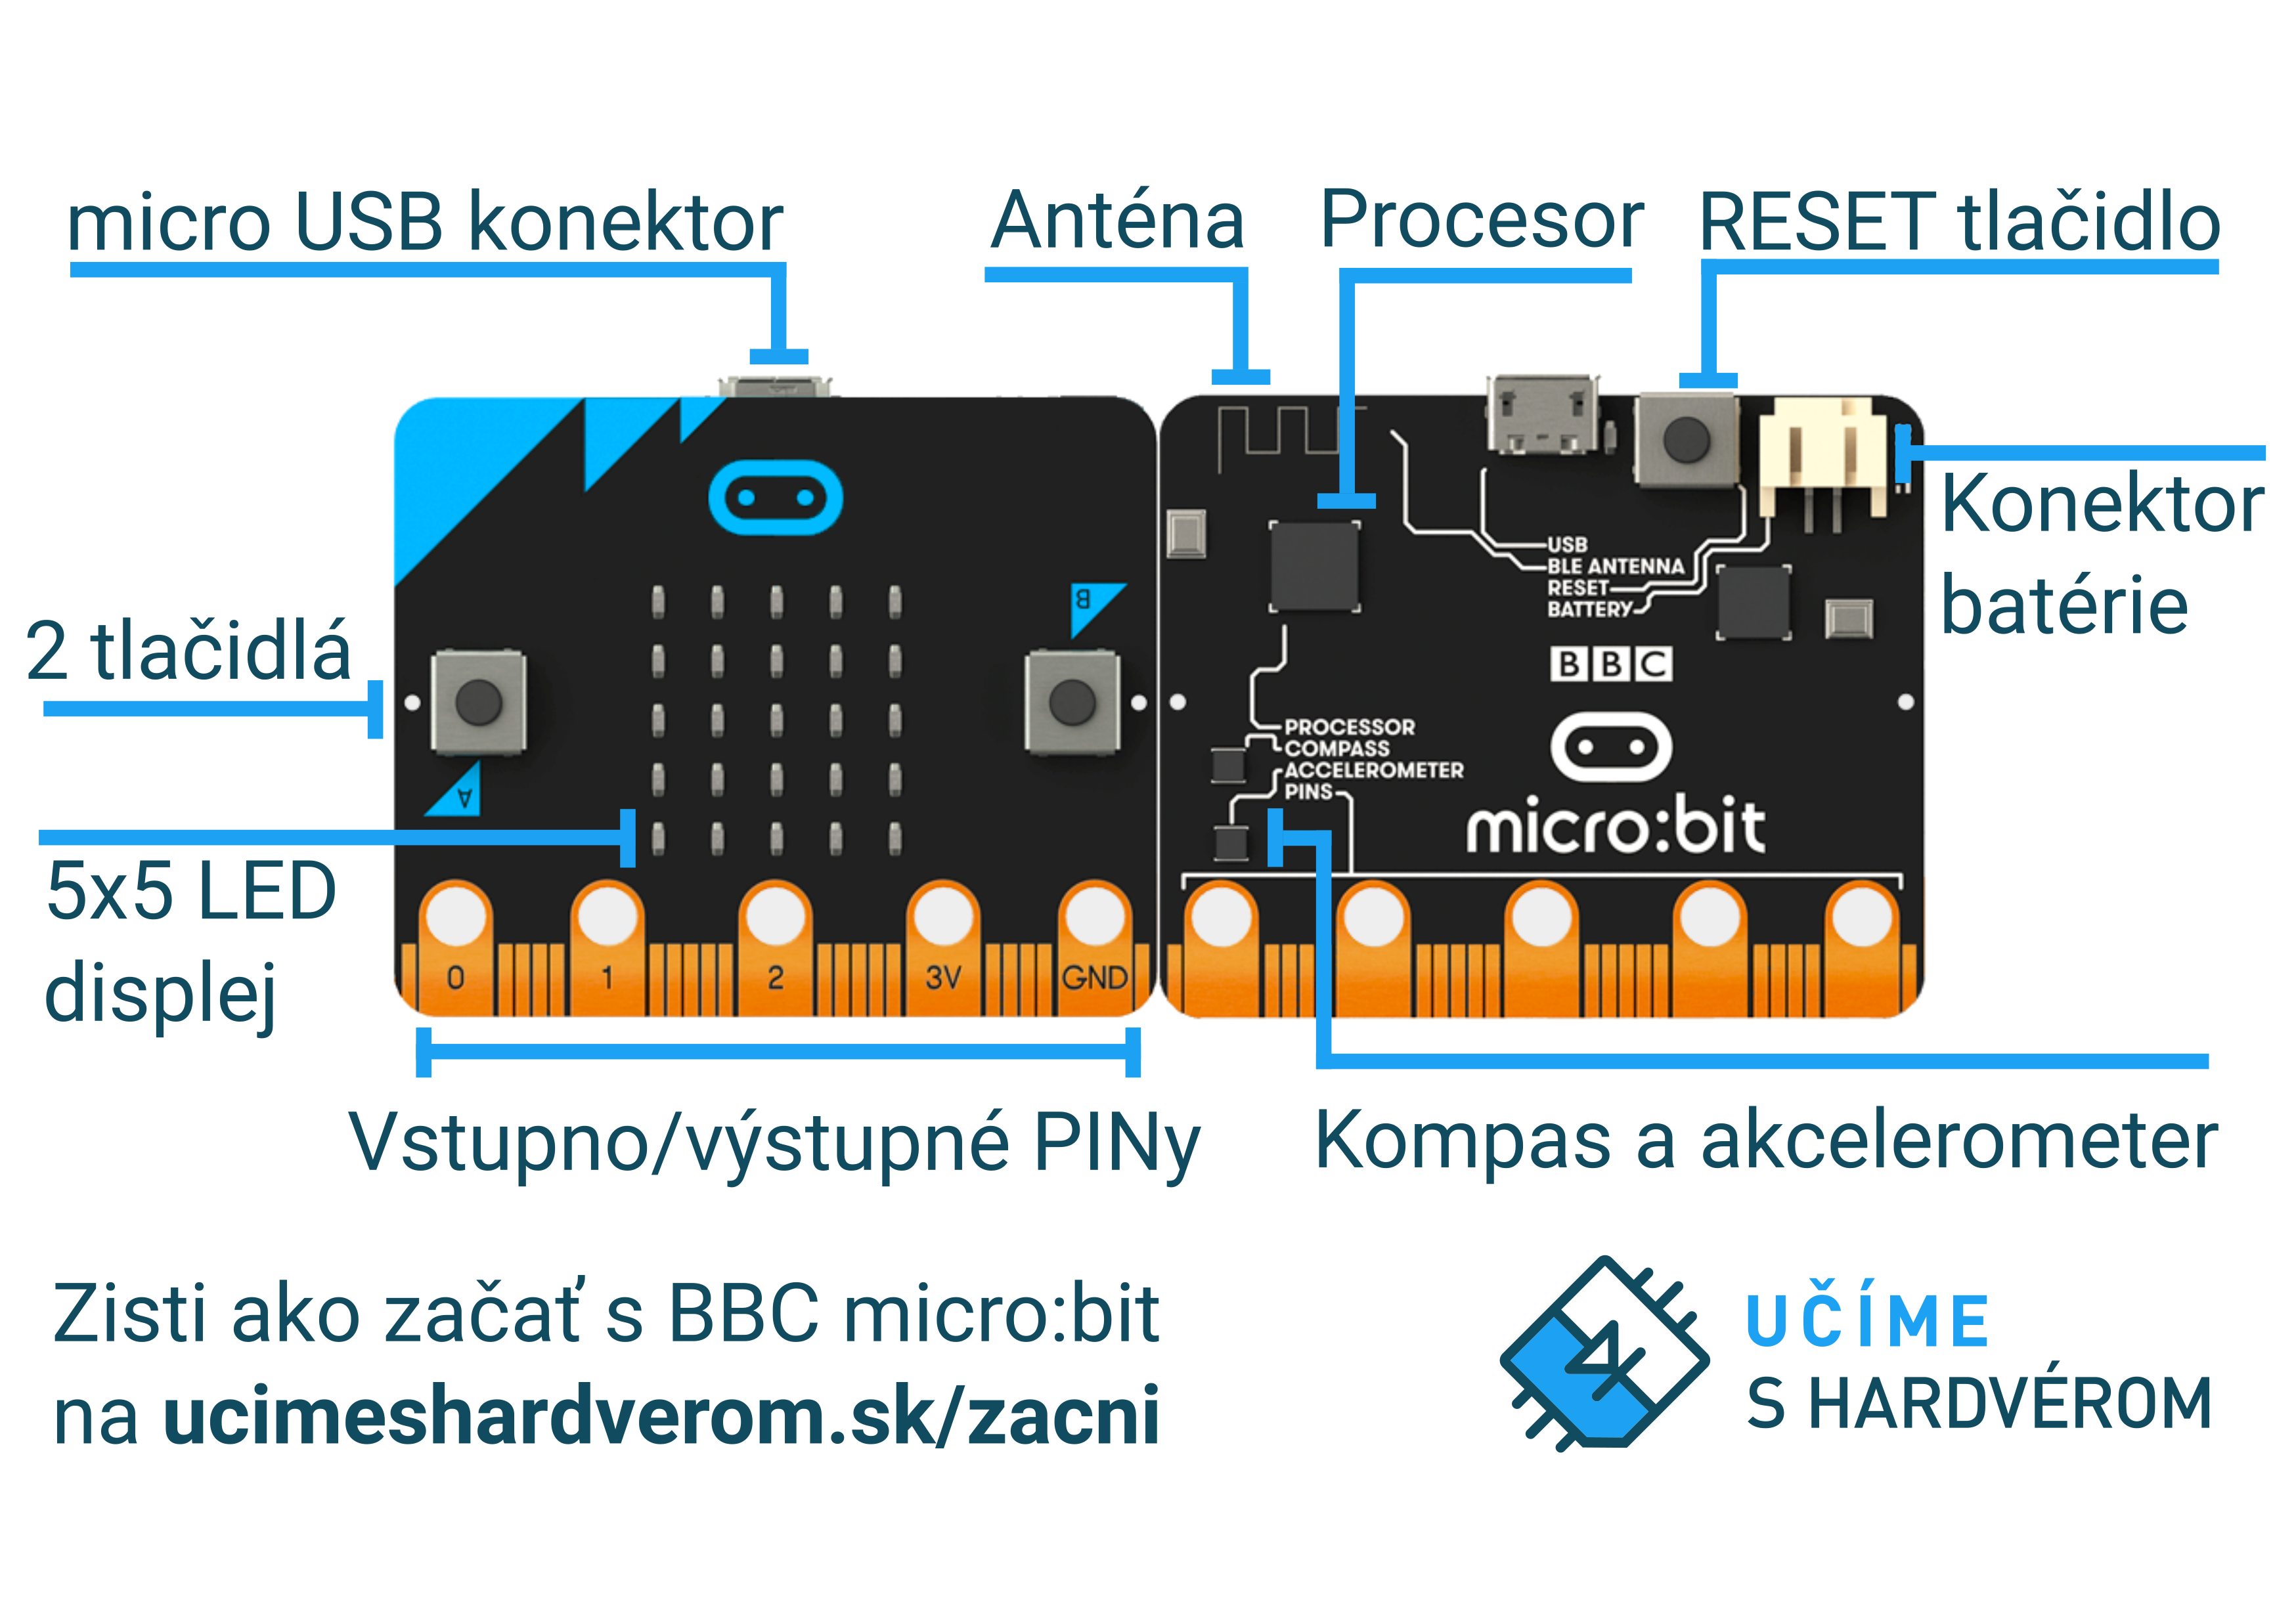 micro USB konektor
Anténa
Procesor
RESET tlačidlo
Konektor
batérie
2 tlačidlá
5x5 LED
displej
B
A
0
1
2
3V
GND
USB
BLE ANTENNA
RESET
BATTERY
BBC
PROCESSOR
COMPASS
ACCELEROMETER
PINS
micro:bit
Vstupno/výstupné PINy
Kompas a akcelerometer
Zisti ako začať s BBC micro:bit
na ucimeshardverom.sk/zacni
UČÍME
S HARDVÉROM